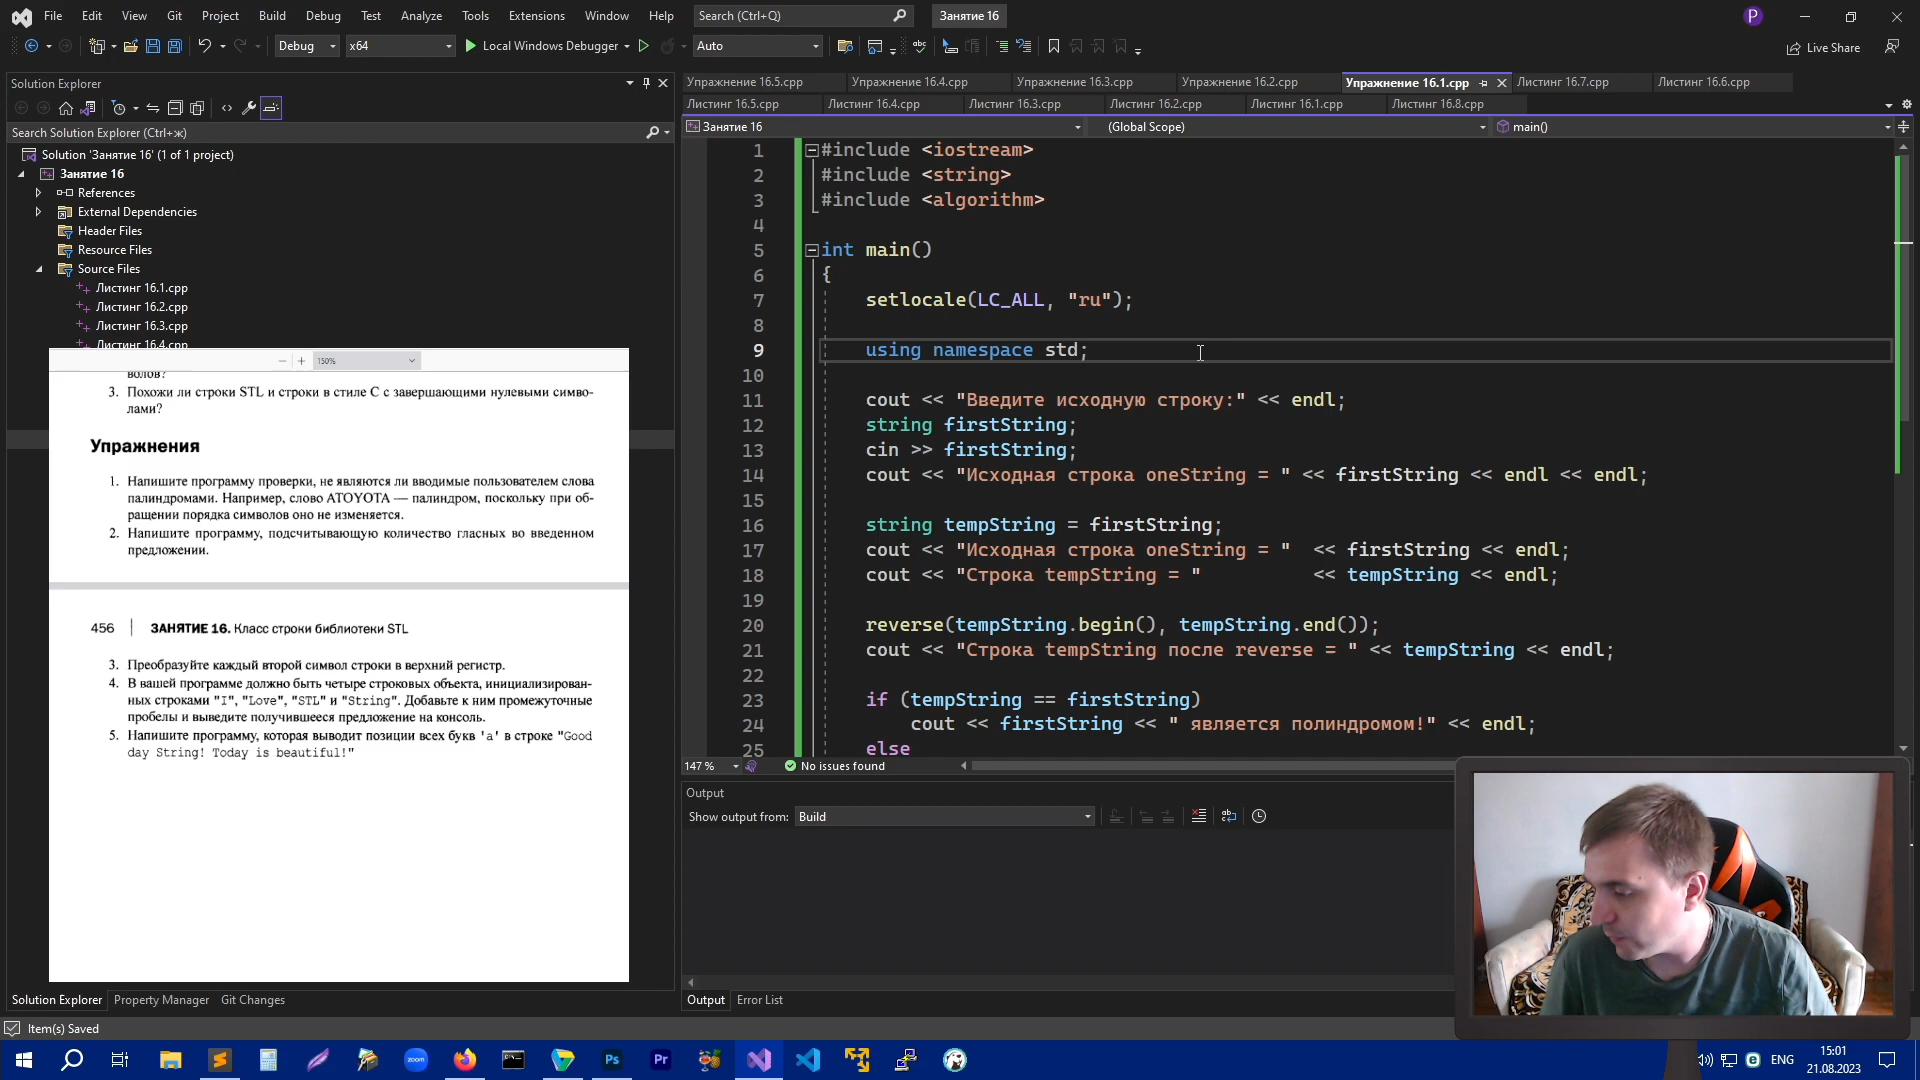 File Edit View Git Project Build Debug Test Analyze Tools Extensions Window Help Search (Ctrl+Q) Занятие 16 P
Debug x64 Local Windows Debugger Auto Live Share
Solution Explorer
Search Solution Explorer (Ctrl+ж)
Solution 'Занятие 16' (1 of 1 project)
Занятие 16
References
External Dependencies
Header Files
Resource Files
Source Files
Листинг 16.1.cpp
Листинг 16.2.cpp
Листинг 16.3.cpp
Листинг 16.4.cpp
150%
волов?
3. Похожи ли строки STL и строки в стиле C с завершающими нулевыми симво-
лами?
Упражнения
1. Напишите программу проверки, не являются ли вводимые пользователем слова
палиндромами. Например, слово ATOYOTA — палиндром, поскольку при об-
ращении порядка символов оно не изменяется.
2. Напишите программу, подсчитывающую количество гласных во введенном
предложении.
456 ЗАНЯТИЕ 16. Класс строки библиотеки STL
3. Преобразуйте каждый второй символ строки в верхний регистр.
4. В вашей программе должно быть четыре строковых объекта, инициализирован-
ных строками "I", "Love", "STL" и "String". Добавьте к ним промежуточные
пробелы и выведите получившееся предложение на консоль.
5. Напишите программу, которая выводит позиции всех букв 'a' в строке "Good
day String! Today is beautiful!"
Solution Explorer Property Manager Git Changes
Упражнение 16.5.cpp Упражнение 16.4.cpp Упражнение 16.3.cpp Упражнение 16.2.cpp Упражнение 16.1.cpp Листинг 16.7.cpp Листинг 16.6.cpp
Листинг 16.5.cpp Листинг 16.4.cpp Листинг 16.3.cpp Листинг 16.2.cpp Листинг 16.1.cpp Листинг 16.8.cpp
Занятие 16 (Global Scope) main()
1 #include <iostream>
2 #include <string>
3 #include <algorithm>
4
5 int main()
6 {
7 setlocale(LC_ALL, "ru");
8
9 using namespace std;
10
11 cout << "Введите исходную строку:" << endl;
12 string firstString;
13 cin >> firstString;
14 cout << "Исходная строка oneString = " << firstString << endl << endl;
15
16 string tempString = firstString;
17 cout << "Исходная строка oneString = " << firstString << endl;
18 cout << "Строка tempString = " << tempString << endl;
19
20 reverse(tempString.begin(), tempString.end());
21 cout << "Строка tempString после reverse = " << tempString << endl;
22
23 if (tempString == firstString)
24 cout << firstString << " является полиндромом!" << endl;
25 else
147 % No issues found
Output
Show output from: Build
Output Error List
Item(s) Saved
zoom Ps Pr ENG 15:01
21.08.2023